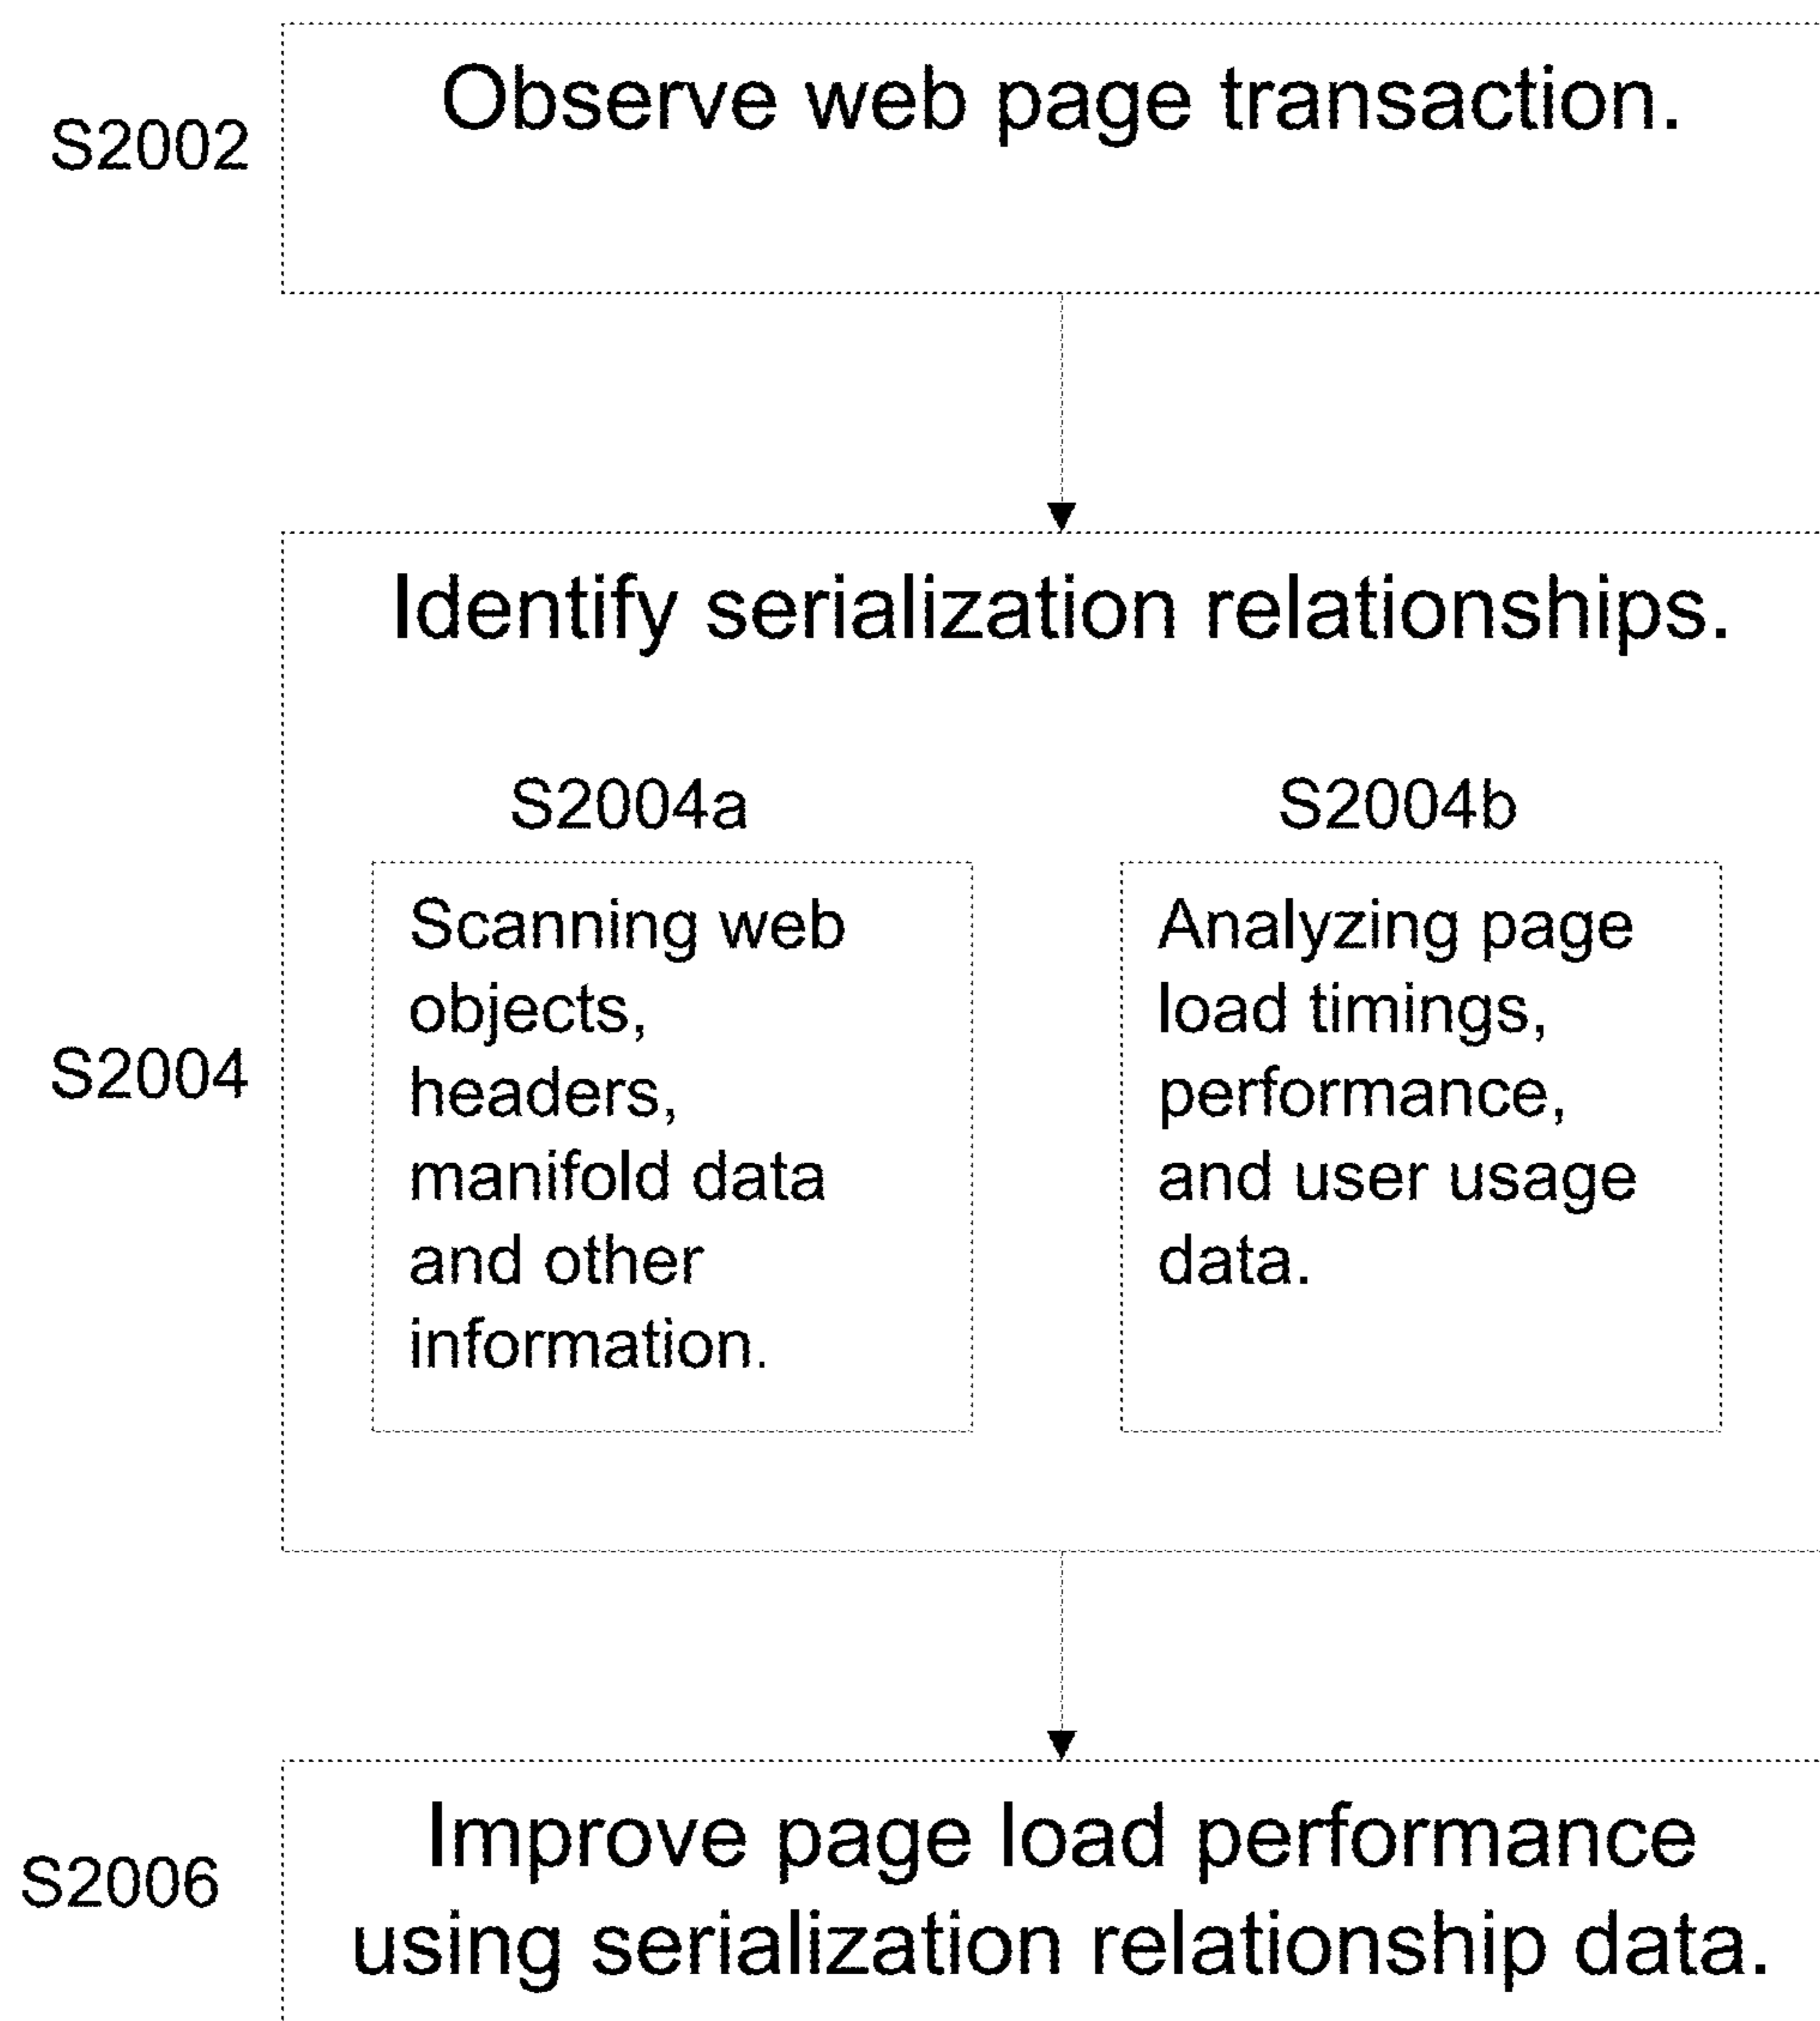 S2002
Observe web page transaction.
S2004
Identify serialization relationships.
S2004a
Scanning web
objects,
headers,
manifold data
and other
information.
S2004b
Analyzing page
load timings,
performance,
and user usage
data.
S2006
Improve page load performance
using serialization relationship data.